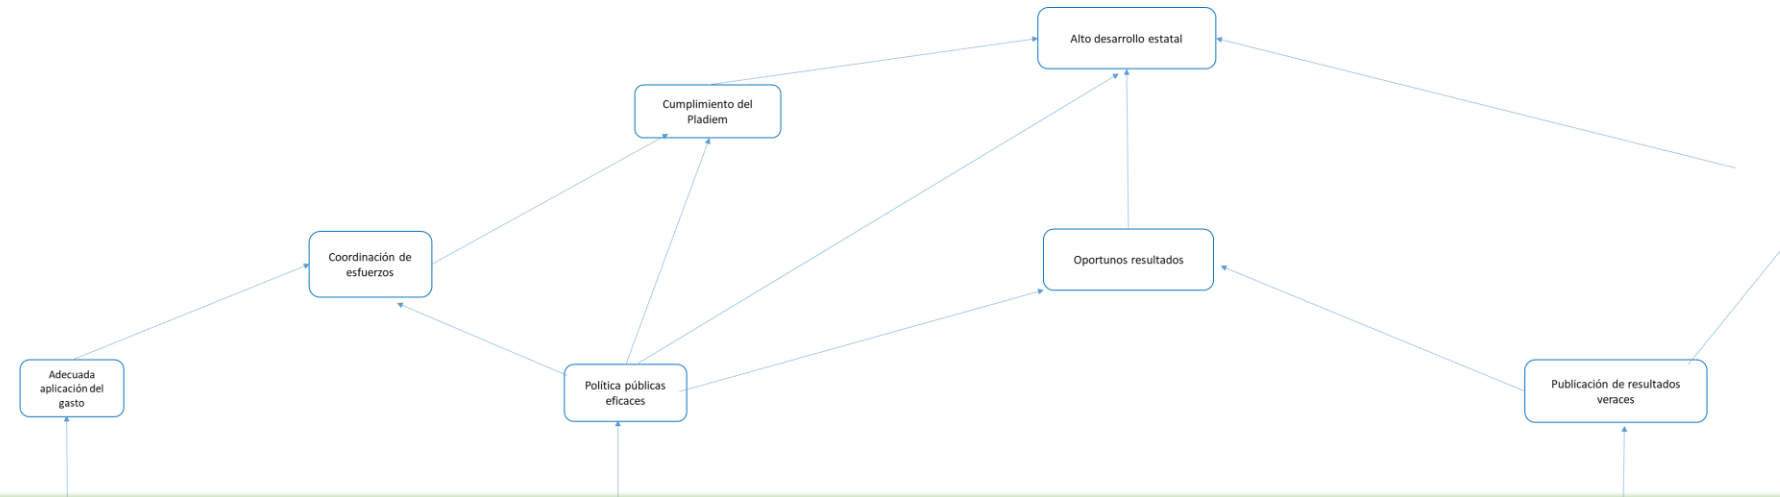 Alto desarrollo estatal
Cumplimiento del
Pladiem
Coordinación de
esfuerzos
Oportunos resultados
Adecuada
aplicación del
gasto
Política públicas
eficaces
Publicación de resultados
veraces